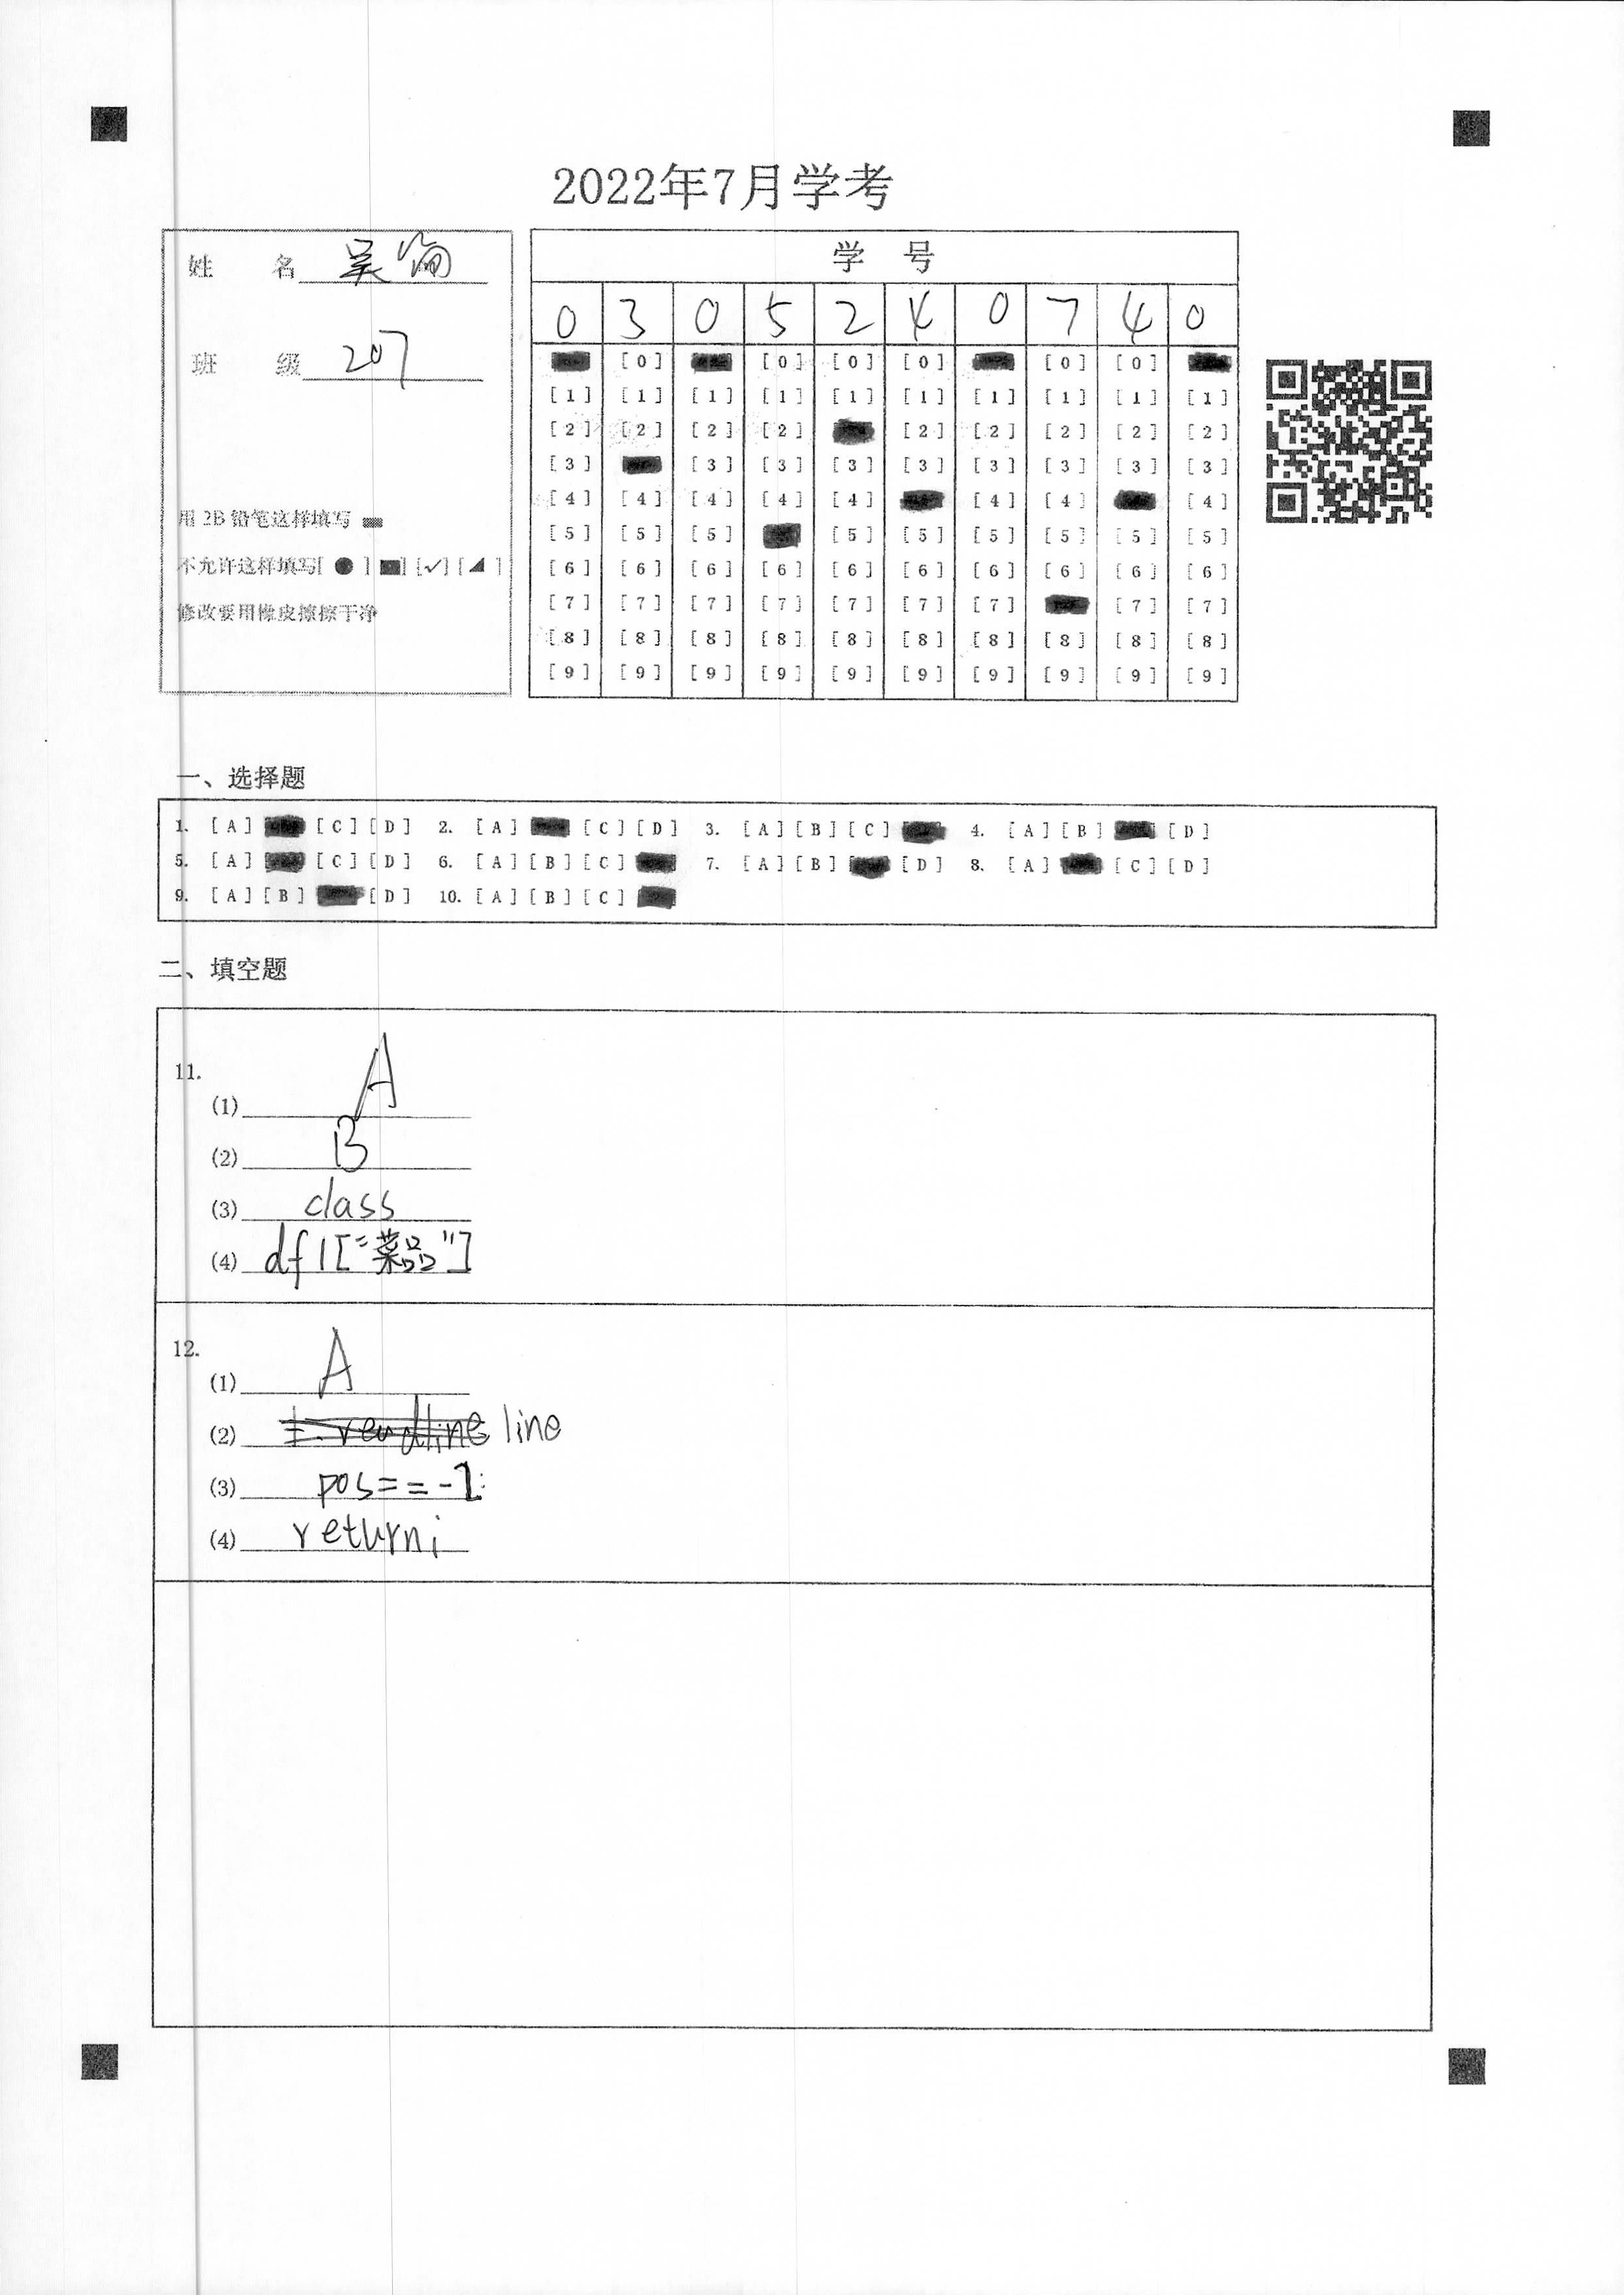 2022年7月学考
姓 名 吴
班 级 207
用 2B 铅笔这样填写
不允许这样填写[ ● ] [■] [✓] [◢ ]
修改要用橡皮擦擦干净
学 号
0 3 0 5 2 4 0 7 4 0
[0] [0] [0] [0] [0] [0]
[1] [1] [1] [1] [1] [1] [1] [1] [1] [1]
[2] [2] [2] [2] [2] [2] [2] [2] [2]
[3] [3] [3] [3] [3] [3] [3] [3] [3]
[4] [4] [4] [4] [4] [4] [4] [4]
[5] [5] [5] [5] [5] [5] [5] [5] [5]
[6] [6] [6] [6] [6] [6] [6] [6] [6] [6]
[7] [7] [7] [7] [7] [7] [7] [7] [7]
[8] [8] [8] [8] [8] [8] [8] [8] [8] [8]
[9] [9] [9] [9] [9] [9] [9] [9] [9] [9]
一、选择题
1. [A] [C] [D] 2. [A] [C] [D] 3. [A] [B] [C] 4. [A] [B] [D]
5. [A] [C] [D] 6. [A] [B] [C] 7. [A] [B] [D] 8. [A] [C] [D]
9. [A] [B] [D] 10. [A] [B] [C]
二、填空题
11.
(1) A
(2) B
(3) class
(4) df1["菜品"]
12.
(1) A
(2) line
(3) pos==-1:
(4) return i